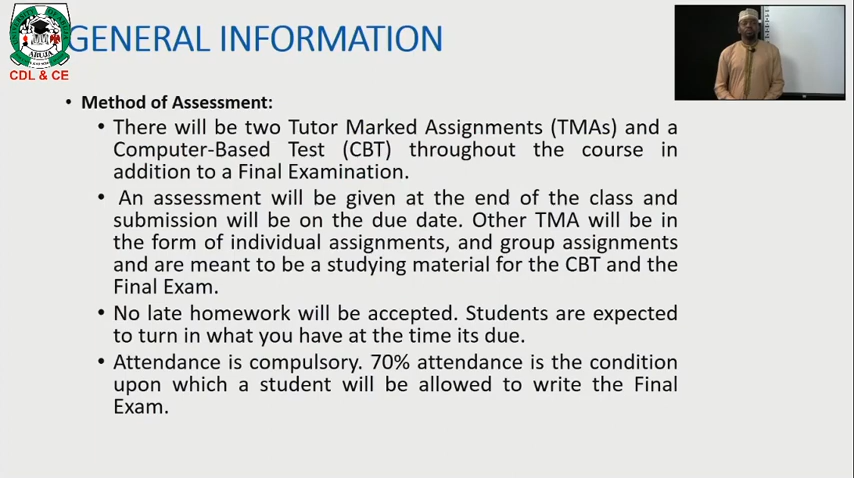 GENERAL INFORMATION
ABUJA
CDL & CE
• Method of Assessment:
• There will be two Tutor Marked Assignments (TMAs) and a
Computer-Based Test (CBT) throughout the course in
addition to a Final Examination.
• An assessment will be given at the end of the class and
submission will be on the due date. Other TMA will be in
the form of individual assignments, and group assignments
and are meant to be a studying material for the CBT and the
Final Exam.
• No late homework will be accepted. Students are expected
to turn in what you have at the time its due.
• Attendance is compulsory. 70% attendance is the condition
upon which a student will be allowed to write the Final
Exam.